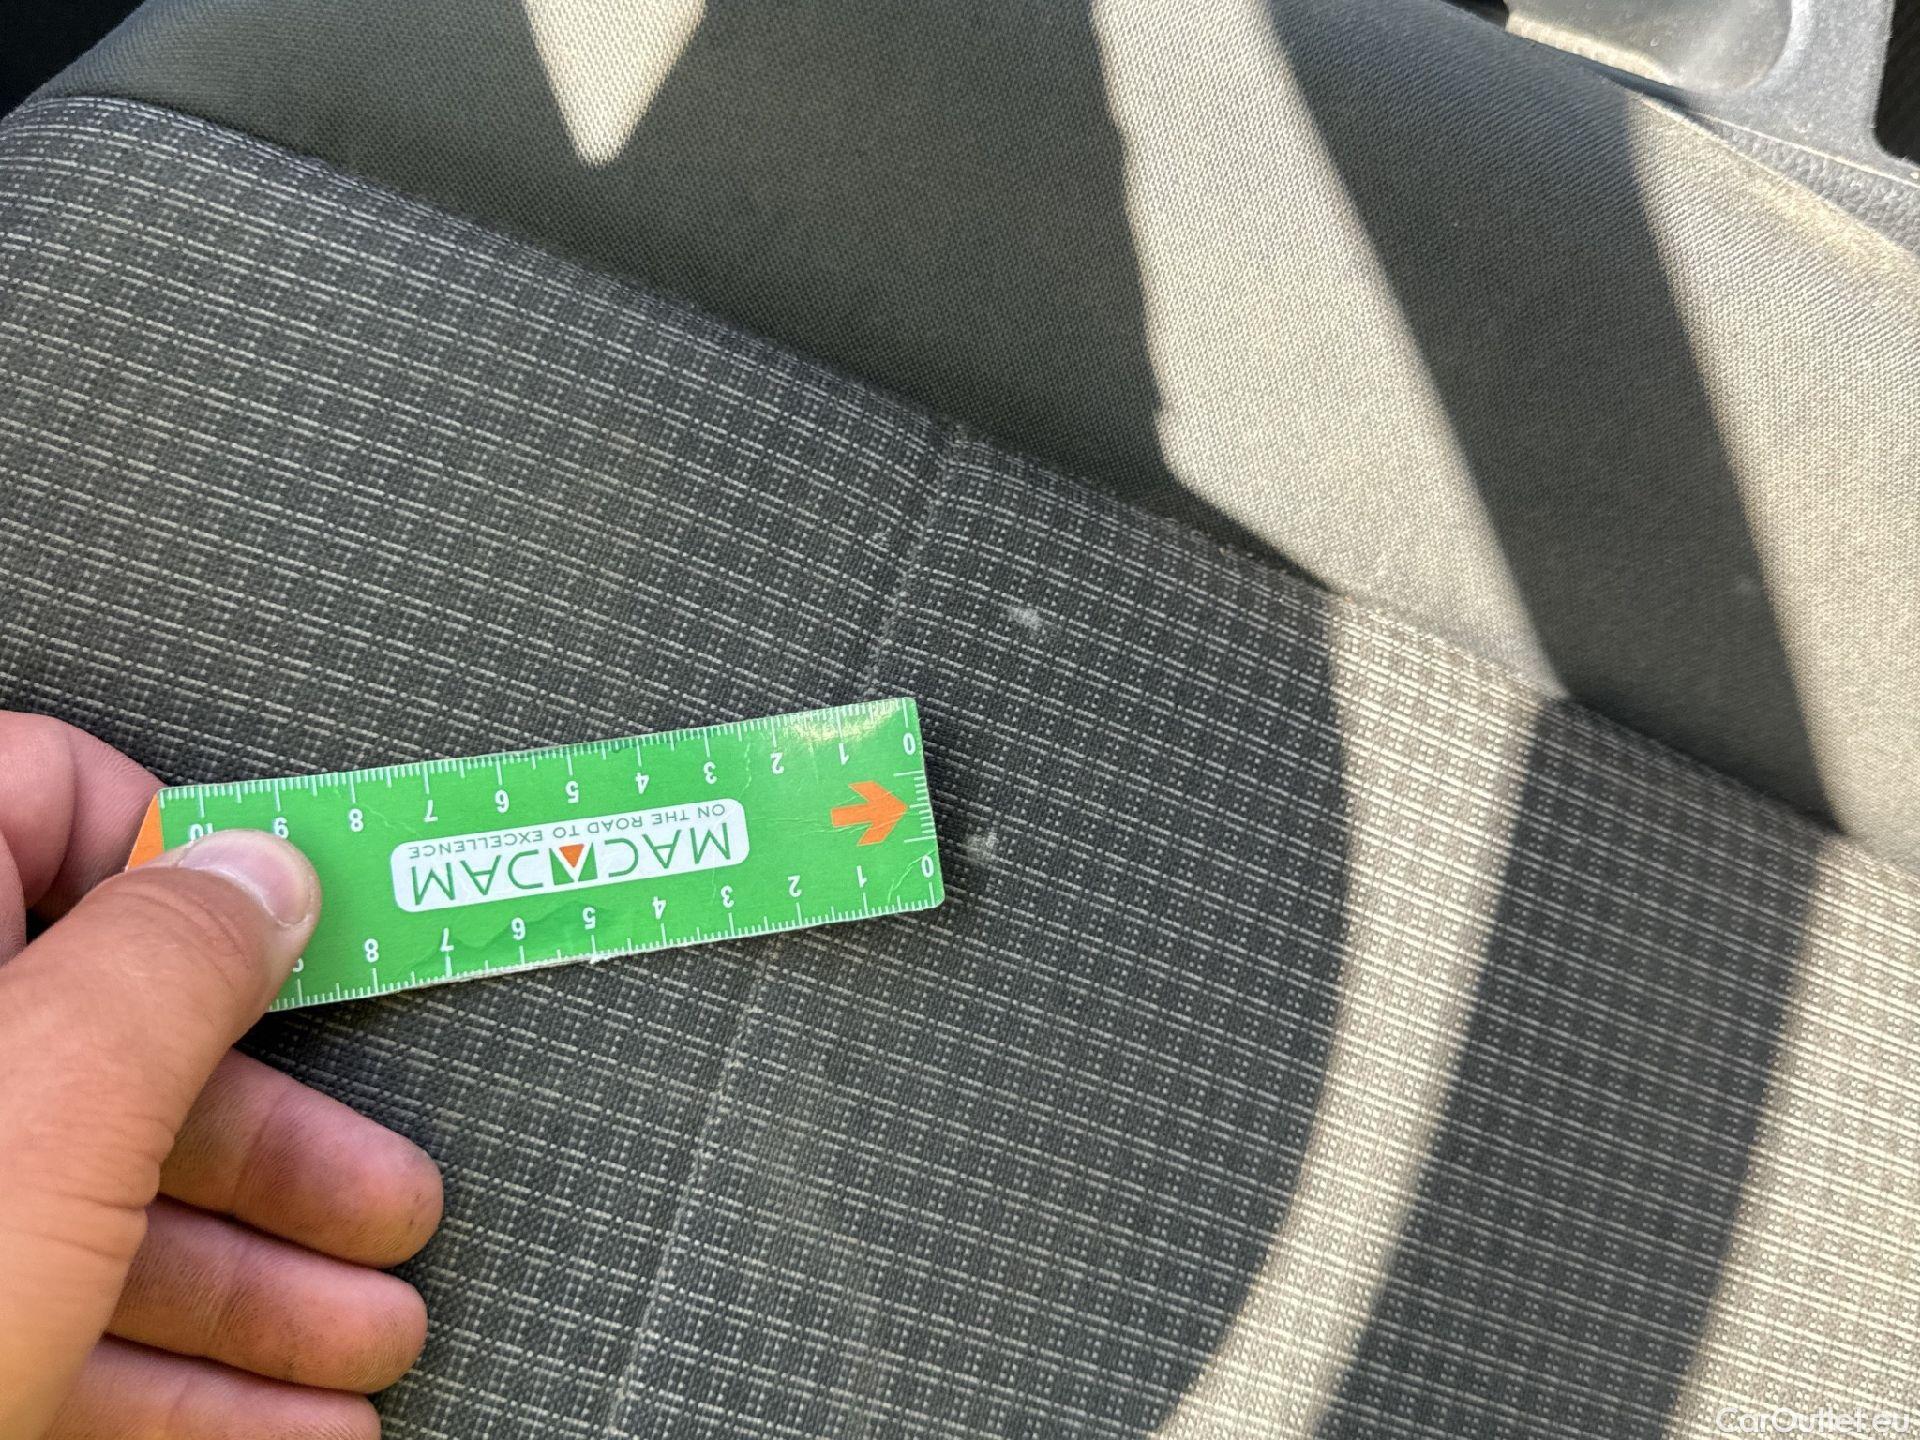 0 1 2 3 4 5 6 7 8
MACADAM
ON THE ROAD TO EXCELLENCE
0 1 2 3 4 5 6 7 8 9 10
CarOutlet.eu